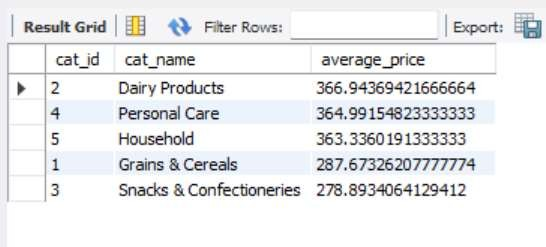 Result Grid Filter Rows: Export:
cat_id cat_name average_price
2 Dairy Products 366.94369421666664
4 Personal Care 364.99154823333333
5 Household 363.3360191333333
1 Grains & Cereals 287.67326207777774
3 Snacks & Confectioneries 278.8934064129412